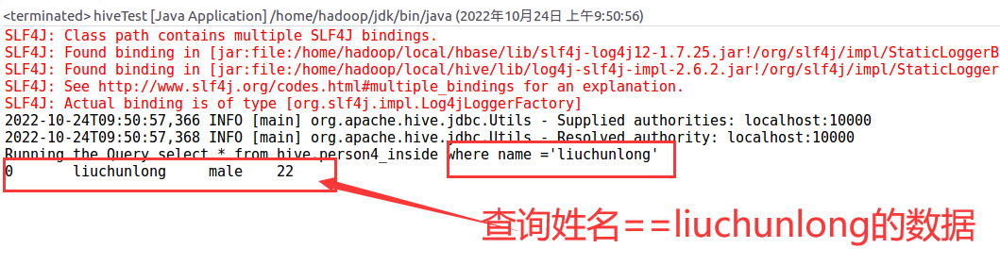 <terminated> hiveTest [Java Application] /home/hadoop/jdk/bin/java (2022年10月24日 上午9:50:56)
SLF4J: Class path contains multiple SLF4J bindings.
SLF4J: Found binding in [jar:file:/home/hadoop/local/hbase/lib/slf4j-log4j12-1.7.25.jar!/org/slf4j/impl/StaticLoggerB
SLF4J: Found binding in [jar:file:/home/hadoop/local/hive/lib/log4j-slf4j-impl-2.6.2.jar!/org/slf4j/impl/StaticLogger
SLF4J: See http://www.slf4j.org/codes.html#multiple_bindings for an explanation.
SLF4J: Actual binding is of type [org.slf4j.impl.Log4jLoggerFactory]
2022-10-24T09:50:57,366 INFO [main] org.apache.hive.jdbc.Utils - Supplied authorities: localhost:10000
2022-10-24T09:50:57,368 INFO [main] org.apache.hive.jdbc.Utils - Resolved authority: localhost:10000
Running the Query select * from hive.person4_inside where name ='liuchunlong'
0 liuchunlong male 22
查询姓名==liuchunlong的数据